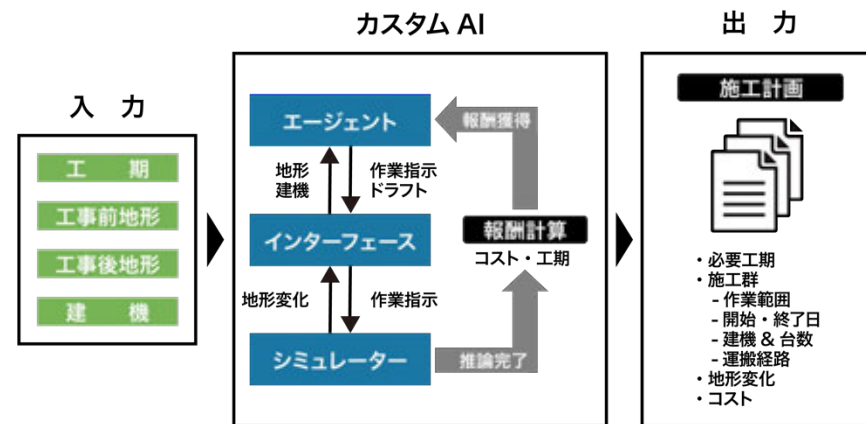 入　力
工　　期
工事前地形
工事後地形
建　　機
カスタム AI
エージェント
地形
建機
作業指示
ドラフト
インターフェース
地形変化
作業指示
シミュレーター
推論完了
報酬計算
コスト・工期
報酬獲得
出　力
施工計画
・必要工期
・施工群
- 作業範囲
- 開始・終了日
- 建機 & 台数
- 運搬経路
・地形変化
・コスト